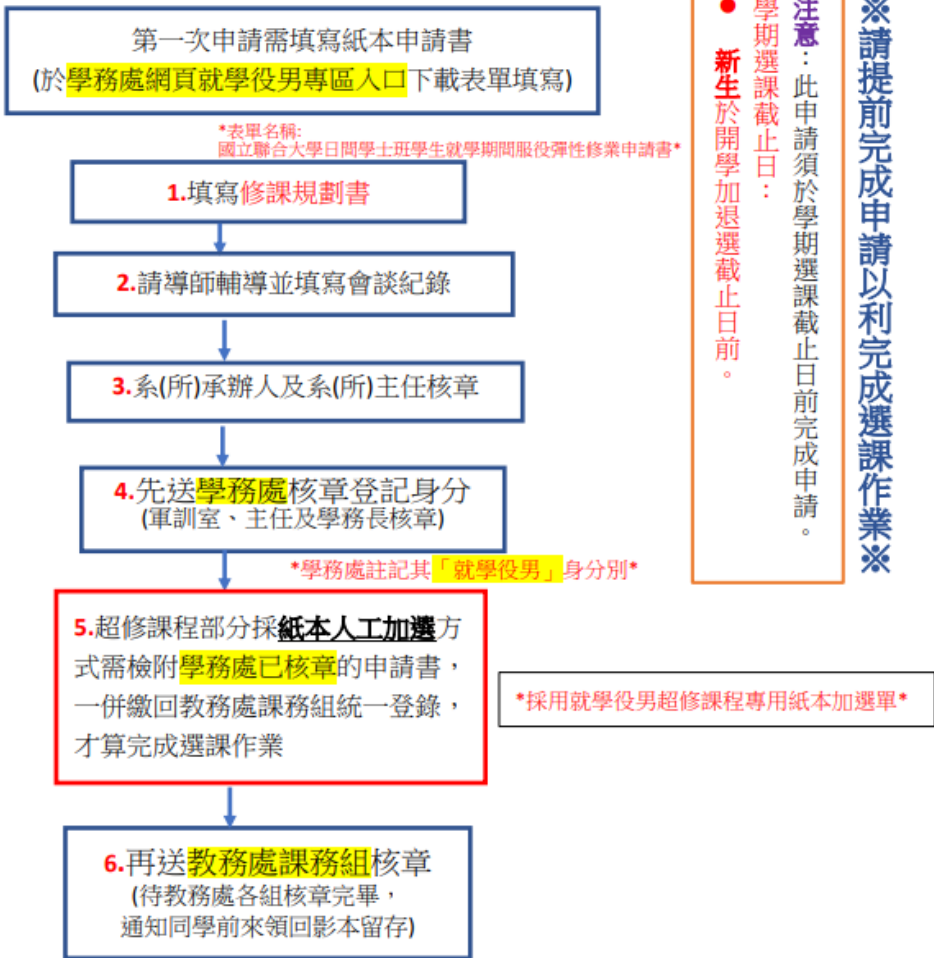 第一次申請需填寫紙本申請書
(於學務處網頁就學役男專區入口下載表單填寫)
*表單名稱:
國立聯合大學日間學士班學生就學期間服役彈性修業申請書*
1.填寫修課規劃書
2.請導師輔導並填寫會談紀錄
3.系(所)承辦人及系(所)主任核章
4.先送學務處核章登記身分
(軍訓室、主任及學務長核章)
*學務處註記其「就學役男」身分別*
5.超修課程部分採紙本人工加選方
式需檢附學務處已核章的申請書，
一併繳回教務處課務組統一登錄，
才算完成選課作業
*採用就學役男超修課程專用紙本加選單*
6.再送教務處課務組核章
(待教務處各組核章完畢，
通知同學前來領回影本留存)
※請提前完成申請以利完成選課作業※
注意：此申請須於學期選課截止日前完成申請。
學期選課截止日：
● 新生於開學加退選截止日前。